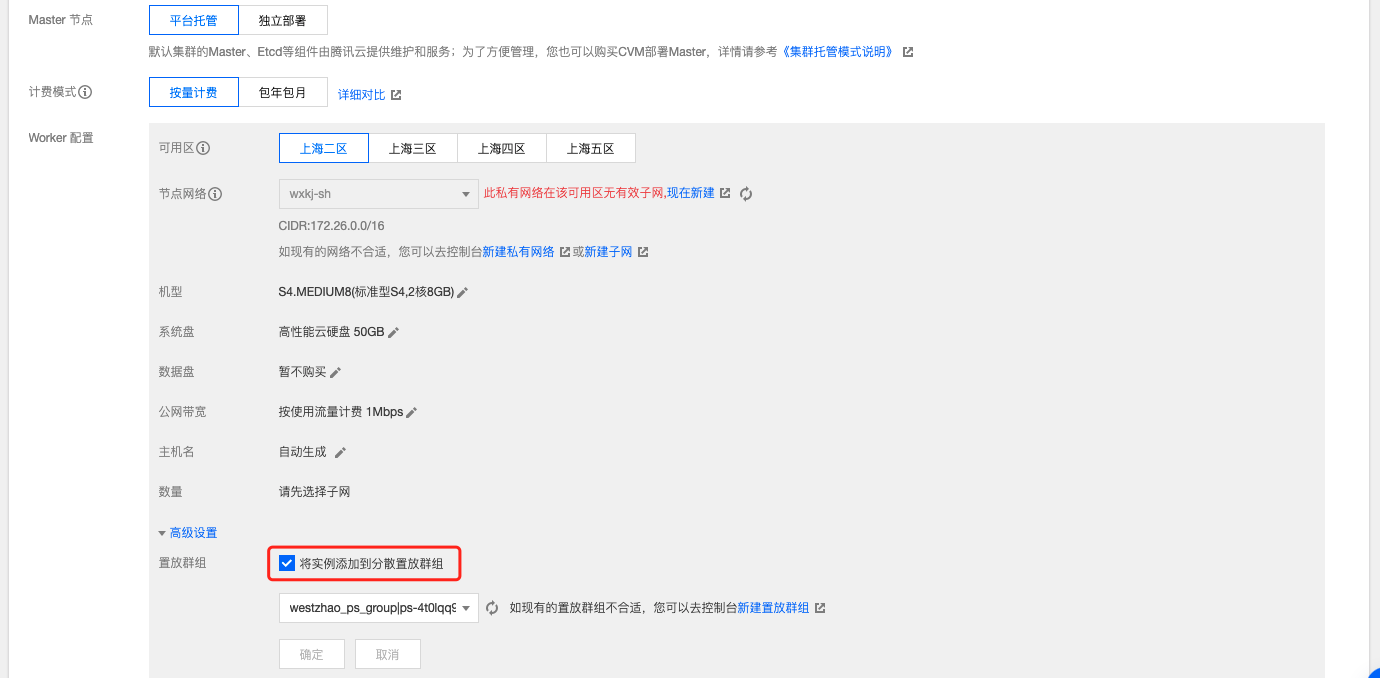 Master 节点 平台托管 独立部署
默认集群的Master、Etcd等组件由腾讯云提供维护和服务；为了方便管理，您也可以购买CVM部署Master，详情请参考《集群托管模式说明》
计费模式 按量计费 包年包月 详细对比
Worker 配置
可用区 上海二区 上海三区 上海四区 上海五区
节点网络 wxkj-sh 此私有网络在该可用区无有效子网,现在新建
CIDR:172.26.0.0/16
如现有的网络不合适，您可以去控制台新建私有网络 或新建子网
机型 S4.MEDIUM8(标准型S4,2核8GB)
系统盘 高性能云硬盘 50GB
数据盘 暂不购买
公网带宽 按使用流量计费 1Mbps
主机名 自动生成
数量 请先选择子网
高级设置
置放群组 将实例添加到分散置放群组
westzhao_ps_group|ps-4t0lqq9 如现有的置放群组不合适，您可以去控制台新建置放群组
确定 取消